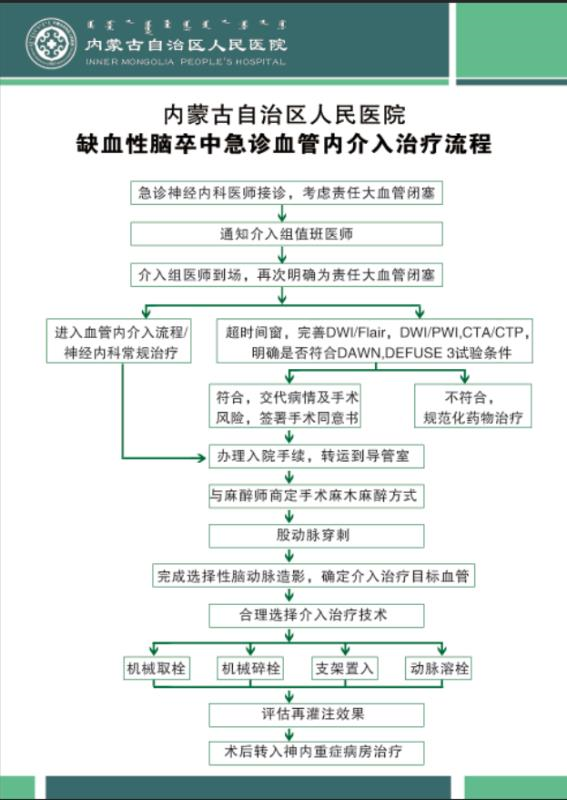 内蒙古自治区人民医院
INNER MONGOLIA PEOPLE'S HOSPITAL
内蒙古自治区人民医院
缺血性脑卒中急诊血管内介入治疗流程
急诊神经内科医师接诊，考虑责任大血管闭塞
通知介入组值班医师
介入组医师到场，再次明确为责任大血管闭塞
进入血管内介入流程/
神经内科常规治疗
超时间窗，完善DWI/Flair，DWI/PWI,CTA/CTP，
明确是否符合DAWN,DEFUSE 3试验条件
符合，交代病情及手术
风险，签署手术同意书
不符合，
规范化药物治疗
办理入院手续，转运到导管室
与麻醉师商定手术麻木麻醉方式
股动脉穿刺
完成选择性脑动脉造影，确定介入治疗目标血管
合理选择介入治疗技术
机械取栓
机械碎栓
支架置入
动脉溶栓
评估再灌注效果
术后转入神内重症病房治疗